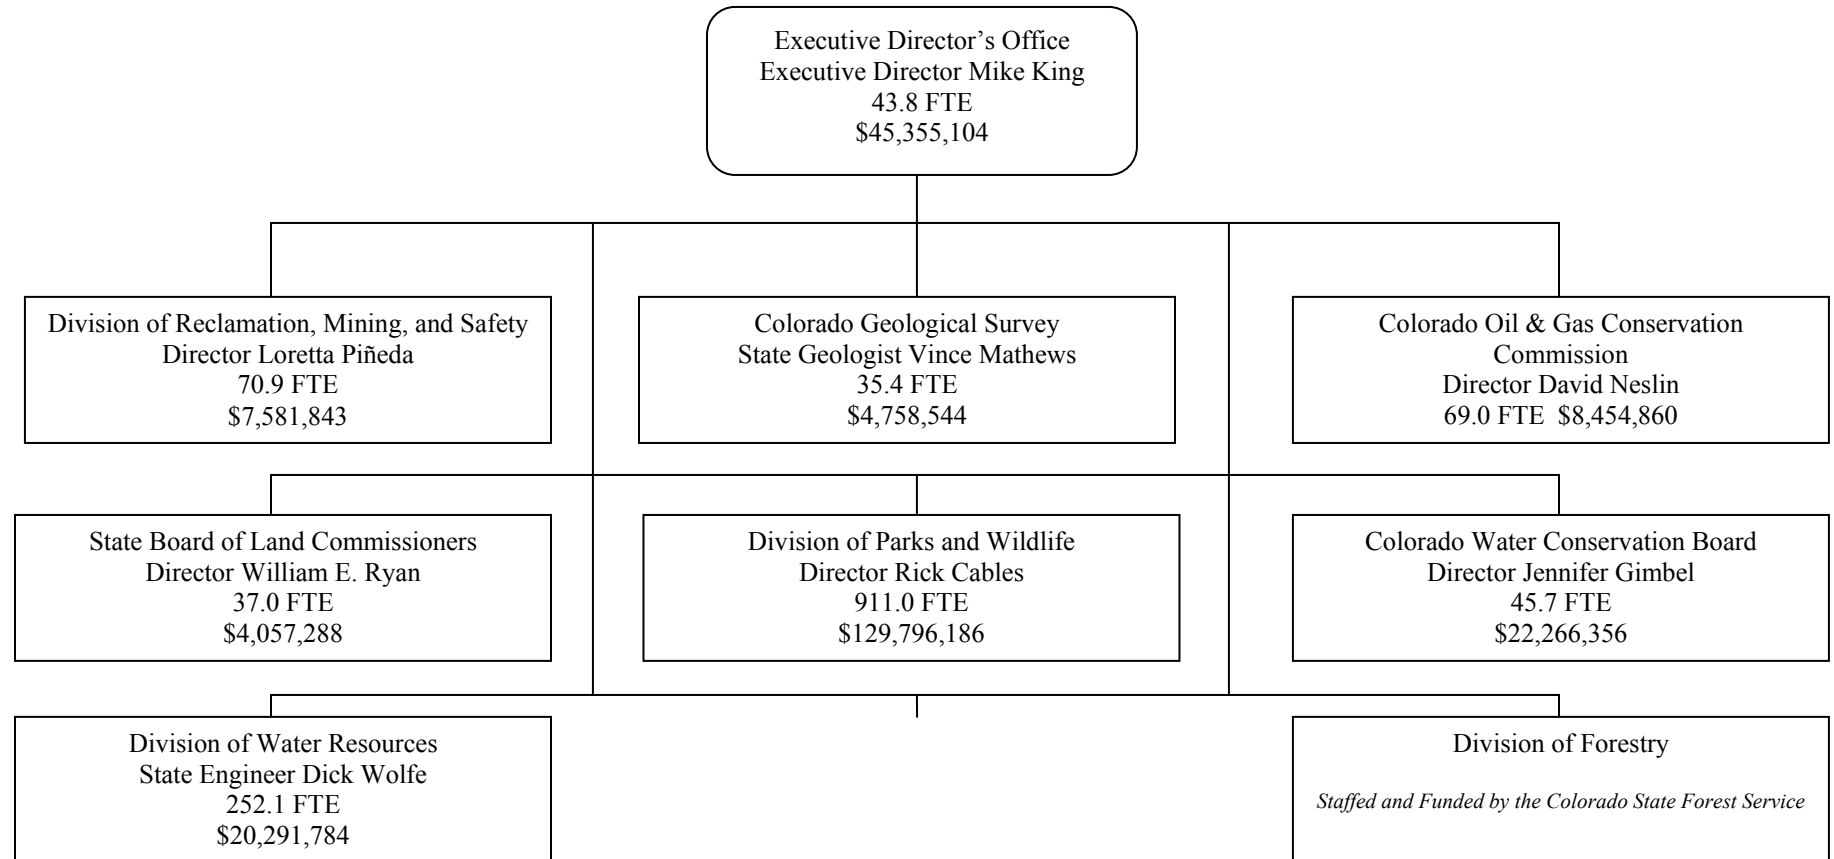 Executive Director’s Office
Executive Director Mike King
43.8 FTE
$45,355,104
Division of Reclamation, Mining, and Safety
Director Loretta Piñeda
70.9 FTE
$7,581,843
Colorado Geological Survey
State Geologist Vince Mathews
35.4 FTE
$4,758,544
Colorado Oil & Gas Conservation
Commission
Director David Neslin
69.0 FTE  $8,454,860
State Board of Land Commissioners
Director William E. Ryan
37.0 FTE
$4,057,288
Division of Parks and Wildlife
Director Rick Cables
911.0 FTE
$129,796,186
Colorado Water Conservation Board
Director Jennifer Gimbel
45.7 FTE
$22,266,356
Division of Water Resources
State Engineer Dick Wolfe
252.1 FTE
$20,291,784
Division of Forestry
Staffed and Funded by the Colorado State Forest Service